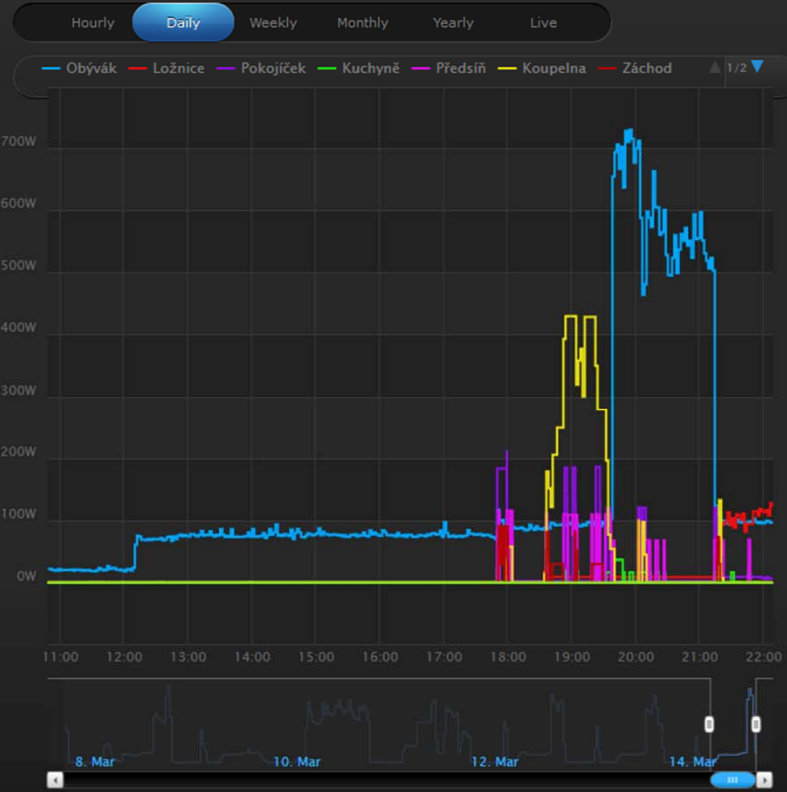 Hourly Daily Weekly Monthly Yearly Live
Obývák Ložnice Pokojíček Kuchyně Předsíň Koupelna Záchod 1/2
700W
600W
500W
400W
300W
200W
100W
0W
11:00 12:00 13:00 14:00 15:00 16:00 17:00 18:00 19:00 20:00 21:00 22:00
8. Mar 10. Mar 12. Mar 14. Mar